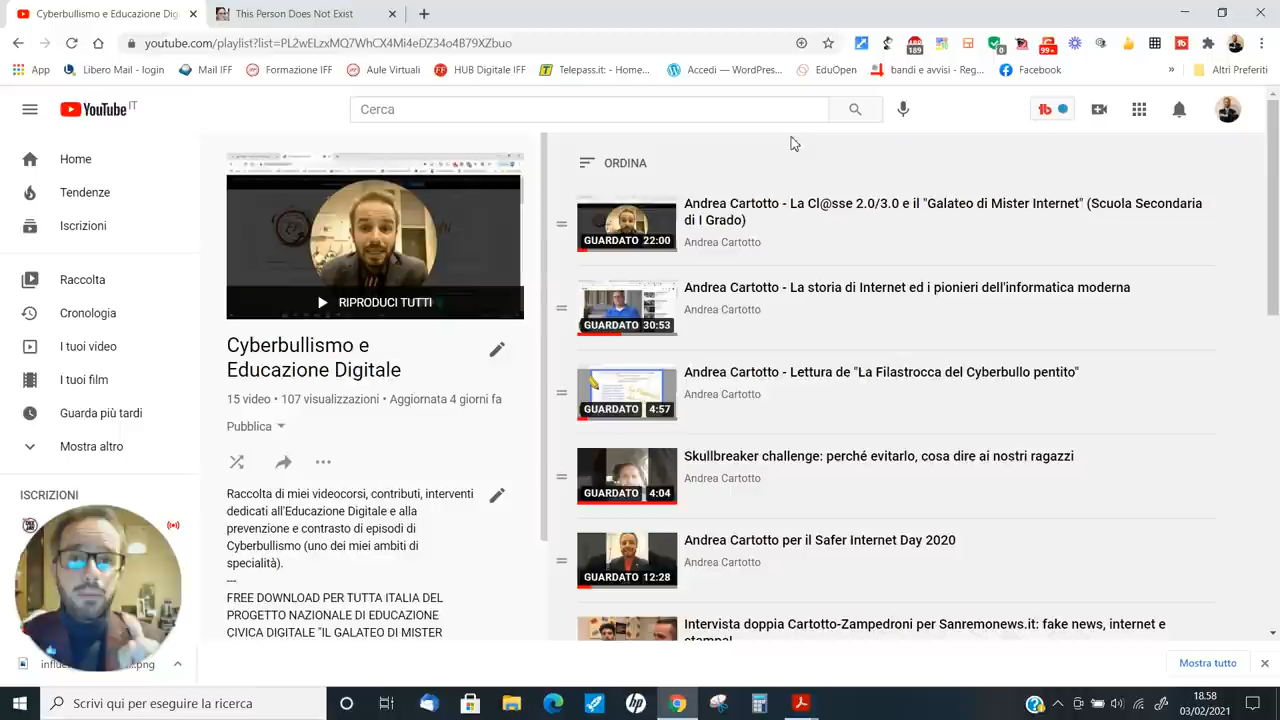 Cyberbullismo e Educazione Dig
This Person Does Not Exist
youtube.com/playlist?list=PL2wELzxMQ7WhCX4Mi4eDZ34o4B79XZbuo
189
0
99+
App
Libero Mail - login
Mail IFF
Formazione IFF
Aule Virtuali
HUB Digitale IFF
Telepass.it: - Home...
Accedi — WordPres...
EduOpen
bandi e avvisi - Reg...
Facebook
»
Altri Preferiti
YouTube IT
Cerca
Home
Tendenze
Iscrizioni
Raccolta
Cronologia
I tuoi video
I tuoi film
Guarda più tardi
Mostra altro
ISCRIZIONI
RIPRODUCI TUTTI
Cyberbullismo e
Educazione Digitale
15 video • 107 visualizzazioni • Aggiornata 4 giorni fa
Pubblica
Raccolta di miei videocorsi, contributi, interventi
dedicati all'Educazione Digitale e alla
prevenzione e contrasto di episodi di
Cyberbullismo (uno dei miei ambiti di
specialità).
---
FREE DOWNLOAD PER TUTTA ITALIA DEL
PROGETTO NAZIONALE DI EDUCAZIONE
CIVICA DIGITALE "IL GALATEO DI MISTER
ORDINA
Andrea Cartotto - La Cl@sse 2.0/3.0 e il "Galateo di Mister Internet" (Scuola Secondaria
di I Grado)
Andrea Cartotto
GUARDATO 22:00
Andrea Cartotto - La storia di Internet ed i pionieri dell'informatica moderna
Andrea Cartotto
GUARDATO 30:53
Andrea Cartotto - Lettura de "La Filastrocca del Cyberbullo pentito"
Andrea Cartotto
GUARDATO 4:57
Skullbreaker challenge: perché evitarlo, cosa dire ai nostri ragazzi
Andrea Cartotto
GUARDATO 4:04
Andrea Cartotto per il Safer Internet Day 2020
Andrea Cartotto
GUARDATO 12:28
Intervista doppia Cartotto-Zampedroni per Sanremonews.it: fake news, internet e
stampa!
.png
Mostra tutto
Scrivi qui per eseguire la ricerca
18.58
03/02/2021